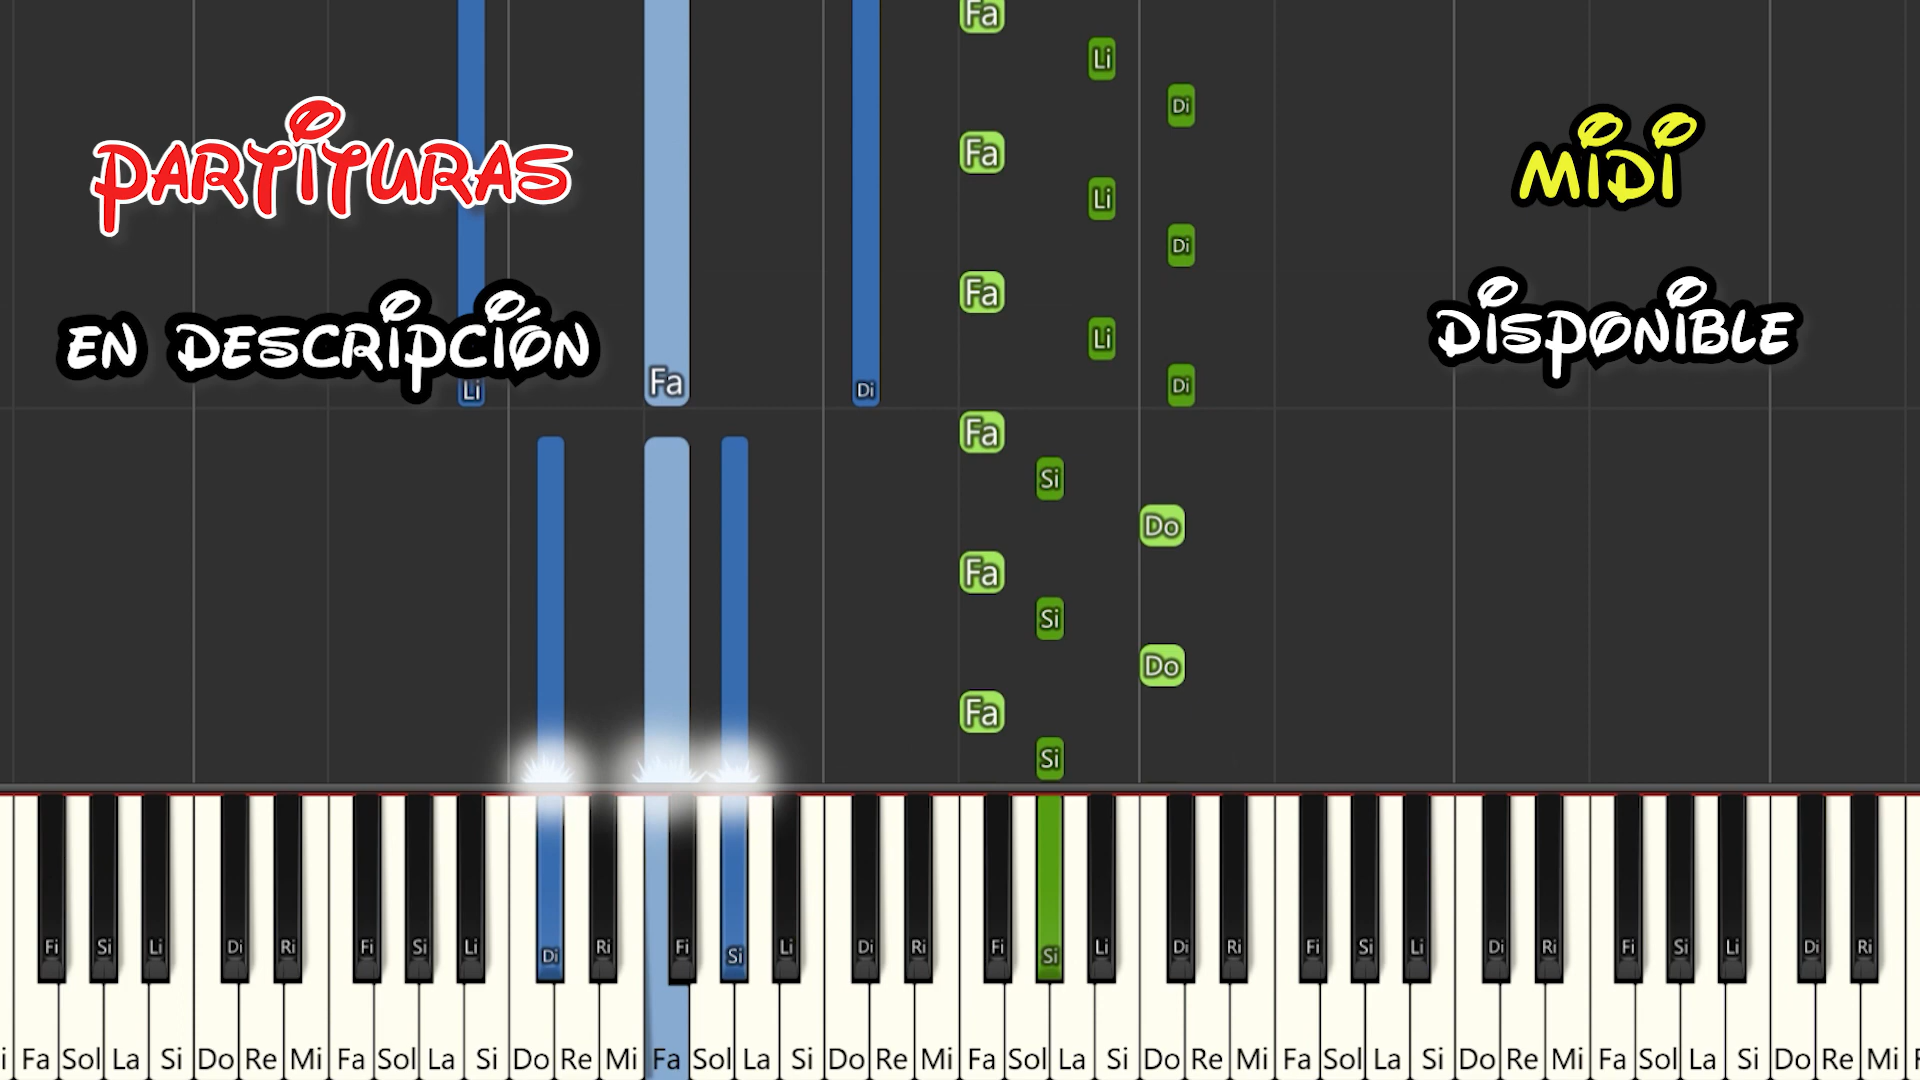 PARTITURAS
EN DESCRIPCIÓN
MIDI
DISPONIBLE
Fa
Li
Di
Fa
Li
Di
Fa
Li
Di
Li Fa Di
Fa
Si
Do
Fa
Si
Do
Fa
Si
Fi Si Li Di Ri Fi Si Li Di Ri Fi Si Li Di Ri Fi Si Li Di Ri Fi Si Li Di Ri Fi Si Li Di Ri
i Fa Sol La Si Do Re Mi Fa Sol La Si Do Re Mi Fa Sol La Si Do Re Mi Fa Sol La Si Do Re Mi Fa Sol La Si Do Re Mi Fa Sol La Si Do Re Mi F